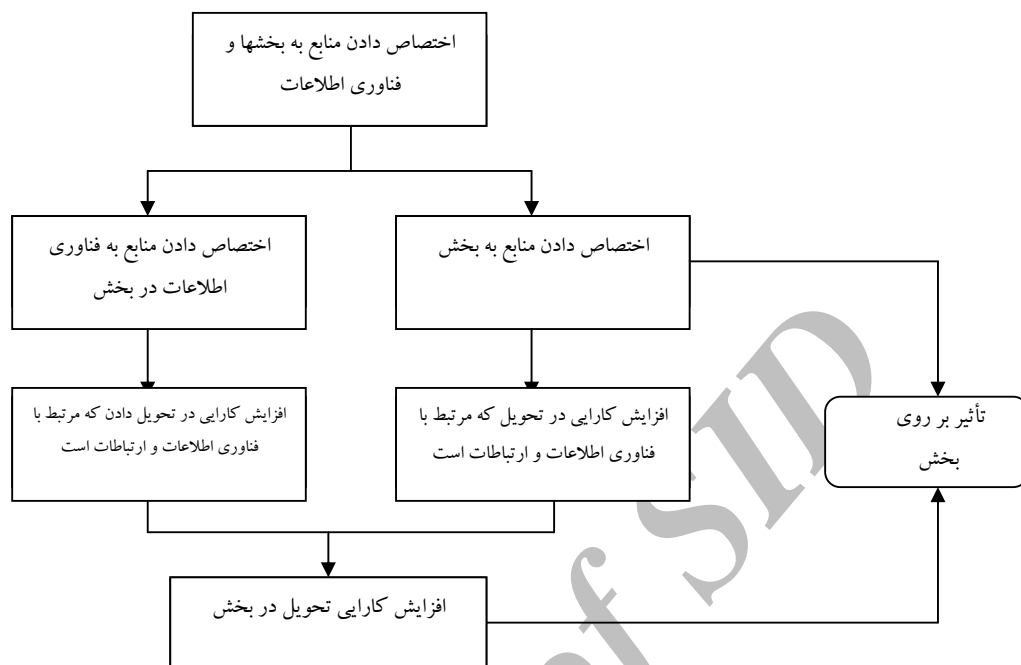 اختصاص دادن منابع به بخشها و
فناوری اطلاعات
اختصاص دادن منابع به بخش
اختصاص دادن منابع به فناوری
اطلاعات در بخش
افزایش کارایی در تحویل که مرتبط با
فناوری اطلاعات و ارتباطات است
افزایش کارایی در تحویل دادن که مرتبط با
فناوری اطلاعات و ارتباطات است
تأثیر بر روی
بخش
افزایش کارایی تحویل در بخش
of SID